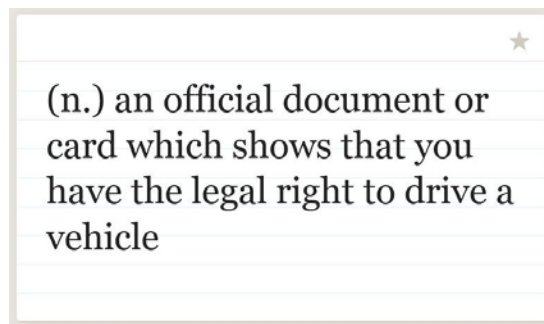 (n.) an official document or
card which shows that you
have the legal right to drive a
vehicle